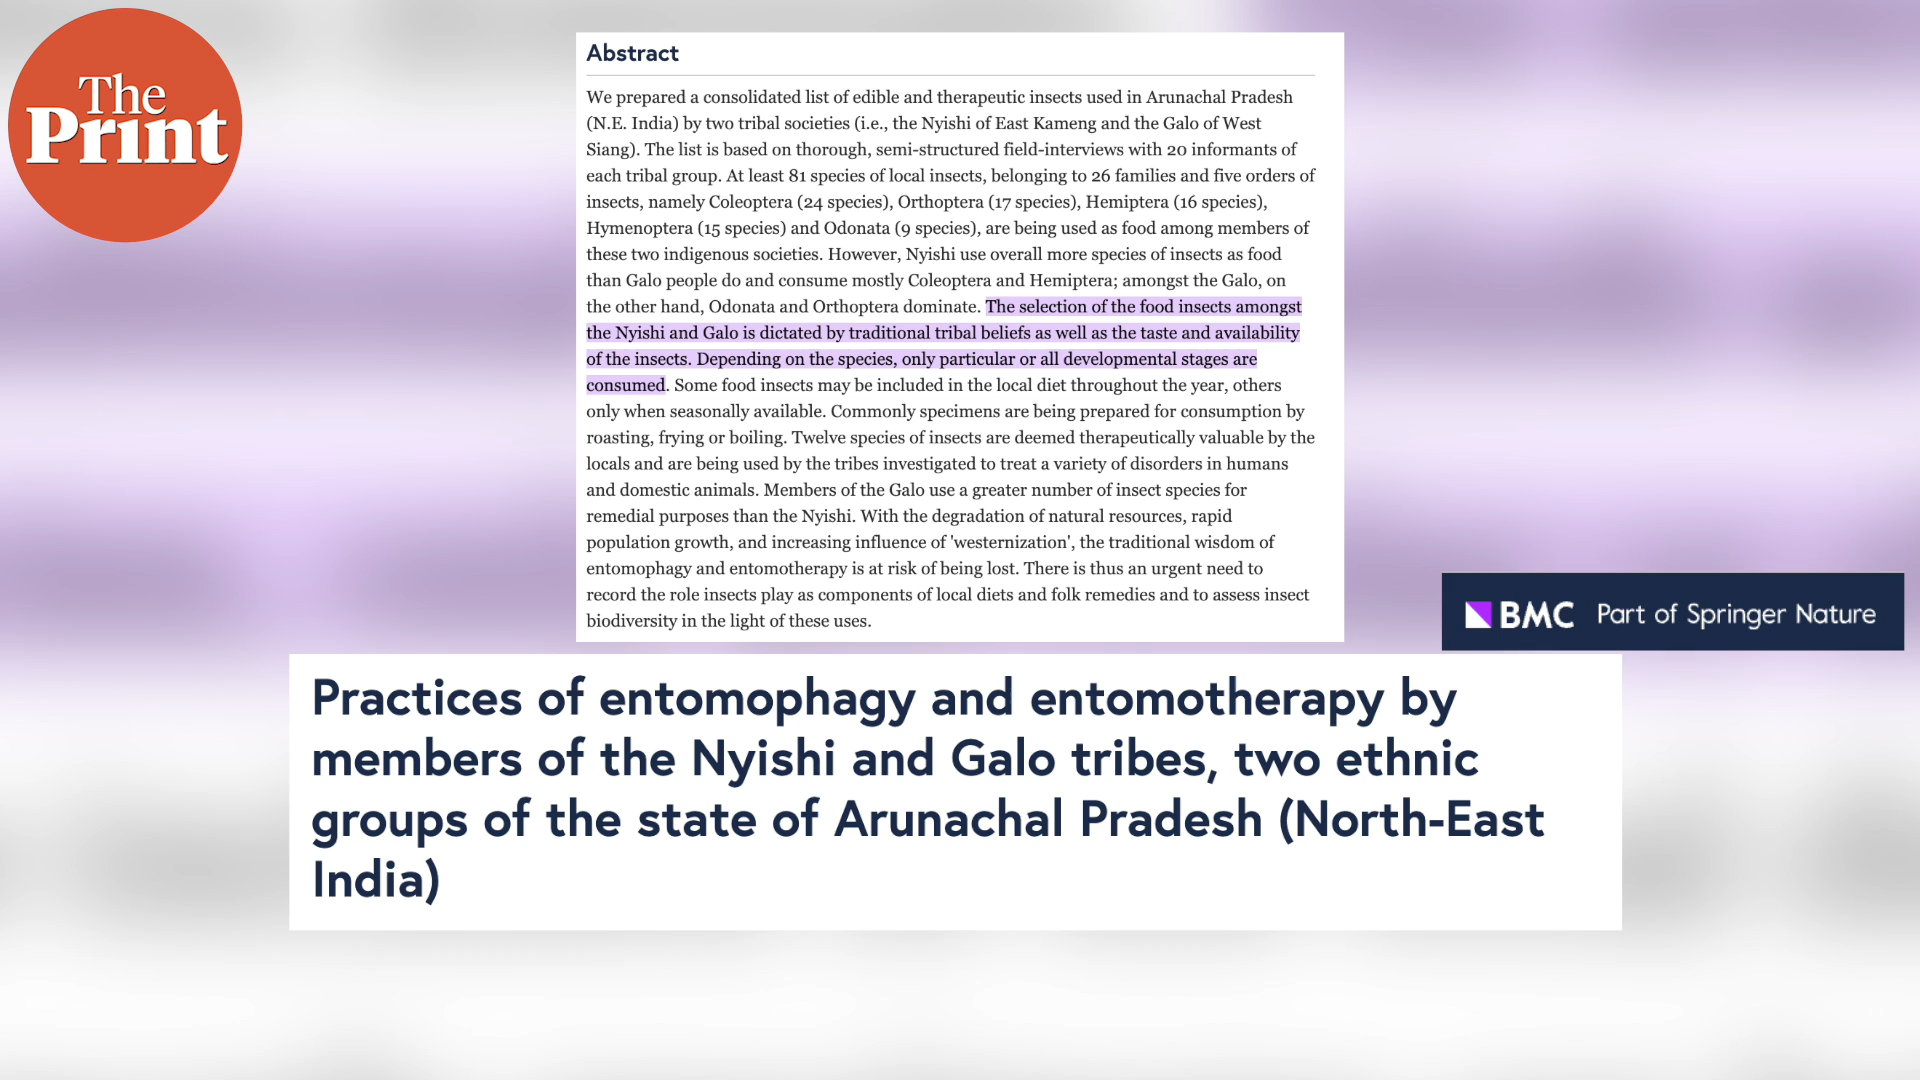 The
Print
Abstract
We prepared a consolidated list of edible and therapeutic insects used in Arunachal Pradesh
(N.E. India) by two tribal societies (i.e., the Nyishi of East Kameng and the Galo of West
Siang). The list is based on thorough, semi-structured field-interviews with 20 informants of
each tribal group. At least 81 species of local insects, belonging to 26 families and five orders of
insects, namely Coleoptera (24 species), Orthoptera (17 species), Hemiptera (16 species),
Hymenoptera (15 species) and Odonata (9 species), are being used as food among members of
these two indigenous societies. However, Nyishi use overall more species of insects as food
than Galo people do and consume mostly Coleoptera and Hemiptera; amongst the Galo, on
the other hand, Odonata and Orthoptera dominate. The selection of the food insects amongst
the Nyishi and Galo is dictated by traditional tribal beliefs as well as the taste and availability
of the insects. Depending on the species, only particular or all developmental stages are
consumed. Some food insects may be included in the local diet throughout the year, others
only when seasonally available. Commonly specimens are being prepared for consumption by
roasting, frying or boiling. Twelve species of insects are deemed therapeutically valuable by the
locals and are being used by the tribes investigated to treat a variety of disorders in humans
and domestic animals. Members of the Galo use a greater number of insect species for
remedial purposes than the Nyishi. With the degradation of natural resources, rapid
population growth, and increasing influence of 'westernization', the traditional wisdom of
entomophagy and entomotherapy is at risk of being lost. There is thus an urgent need to
record the role insects play as components of local diets and folk remedies and to assess insect
biodiversity in the light of these uses.
BMC Part of Springer Nature
Practices of entomophagy and entomotherapy by
members of the Nyishi and Galo tribes, two ethnic
groups of the state of Arunachal Pradesh (North-East
India)